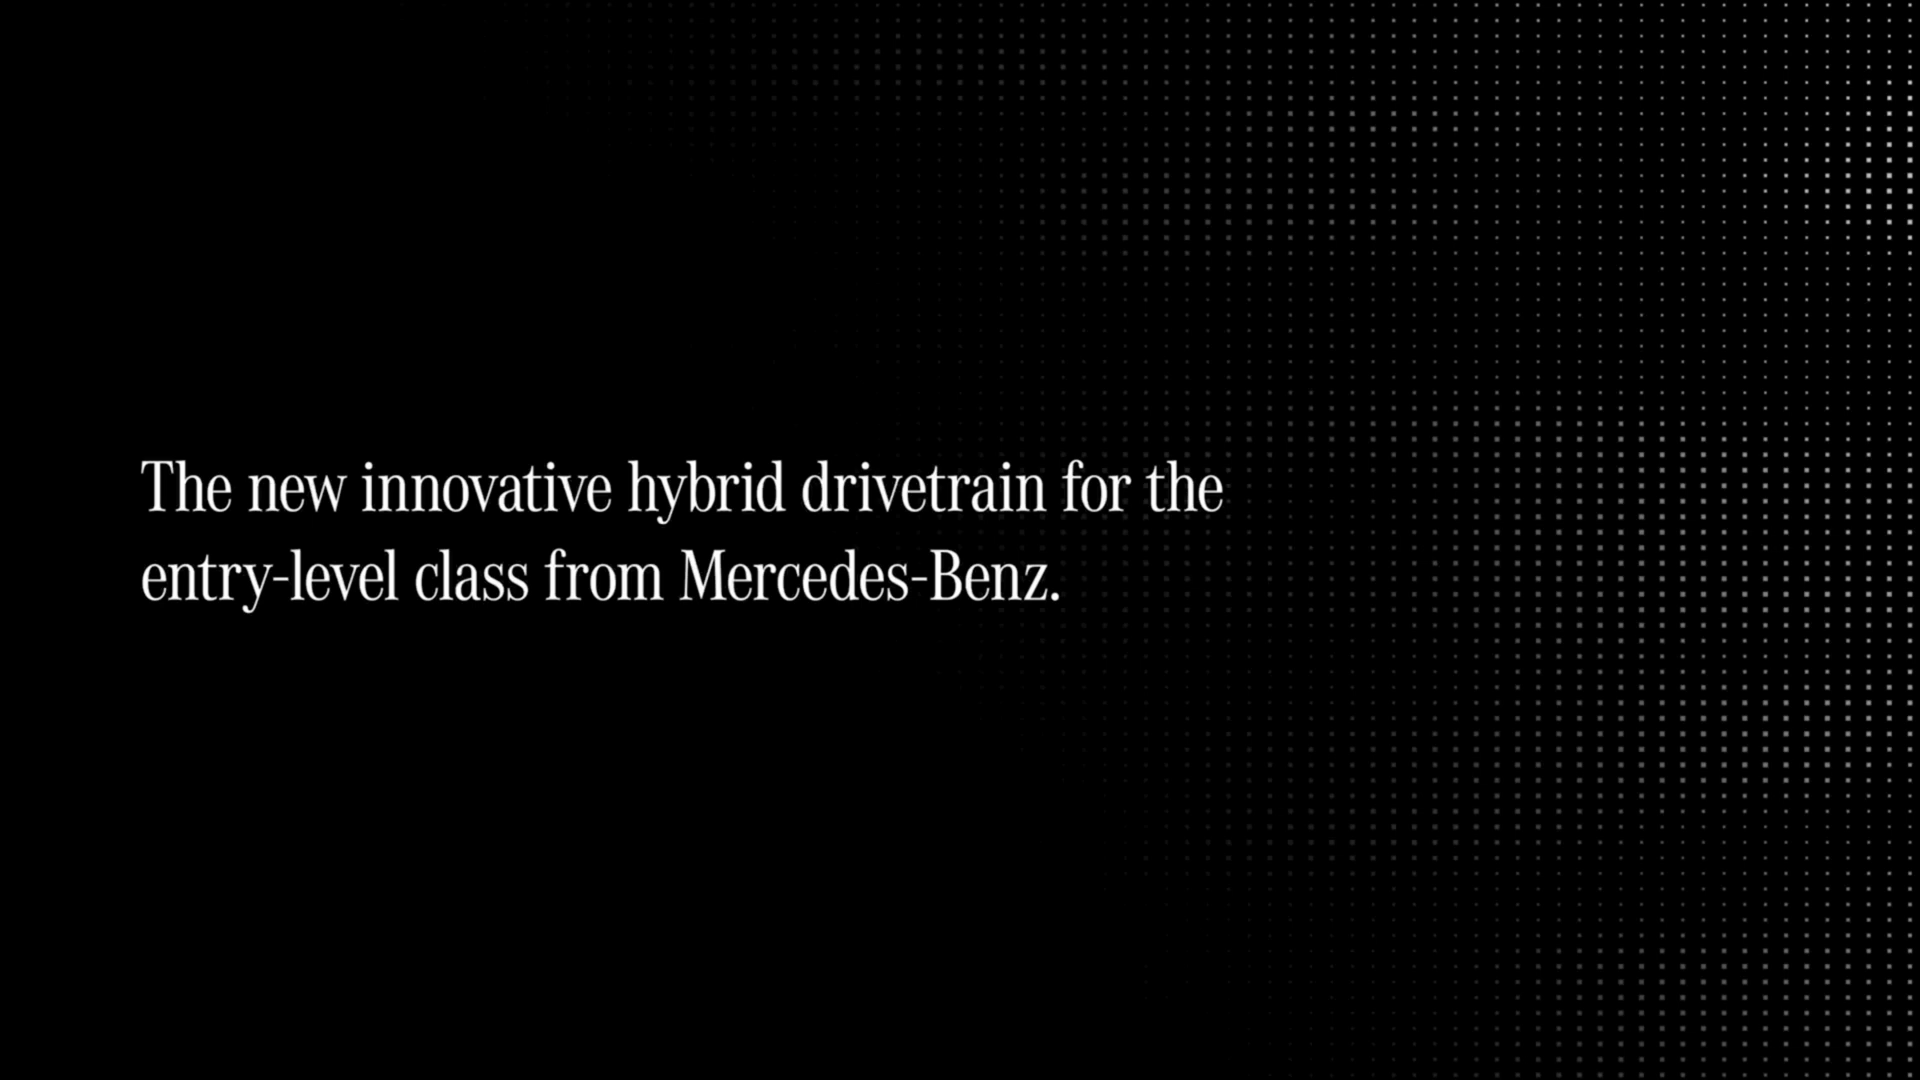 The new innovative hybrid drivetrain for the
entry-level class from Mercedes-Benz.